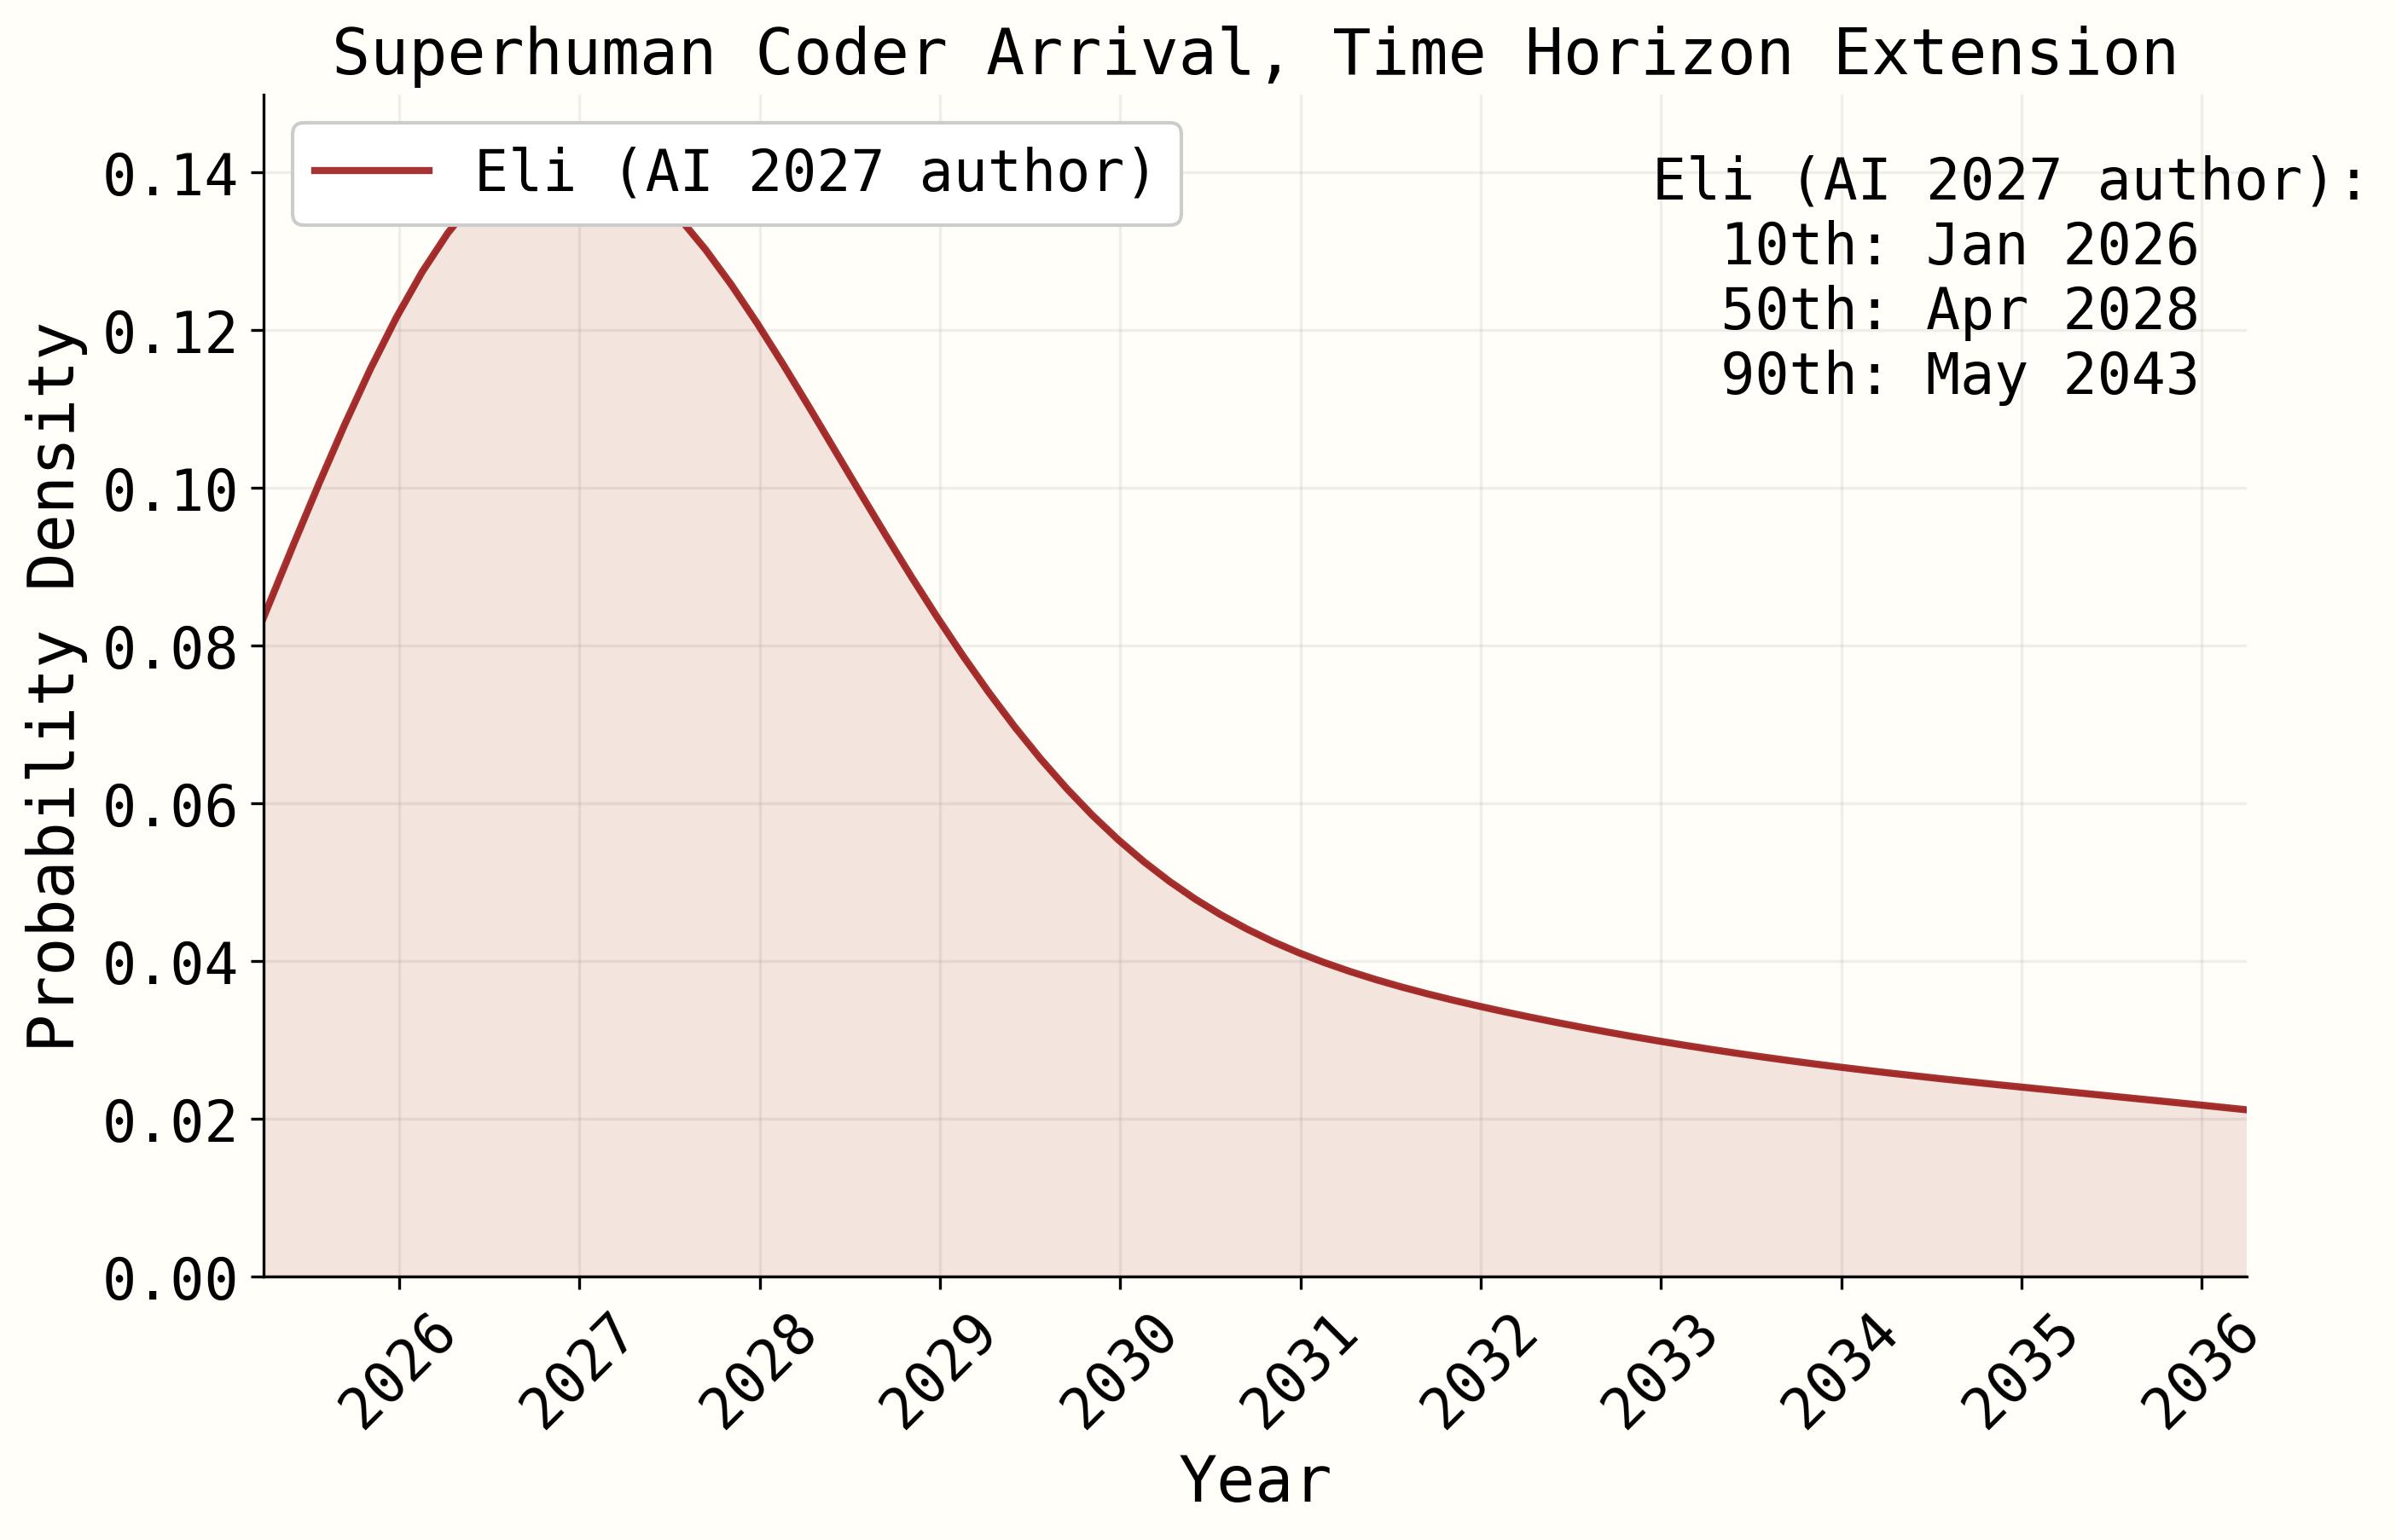 Superhuman Coder Arrival, Time Horizon Extension
Eli (AI 2027 author)
Eli (AI 2027 author):
10th: Jan 2026
50th: Apr 2028
90th: May 2043
Probability Density
0.14
0.12
0.10
0.08
0.06
0.04
0.02
0.00
2026
2027
2028
2029
2030
2031
2032
2033
2034
2035
2036
Year